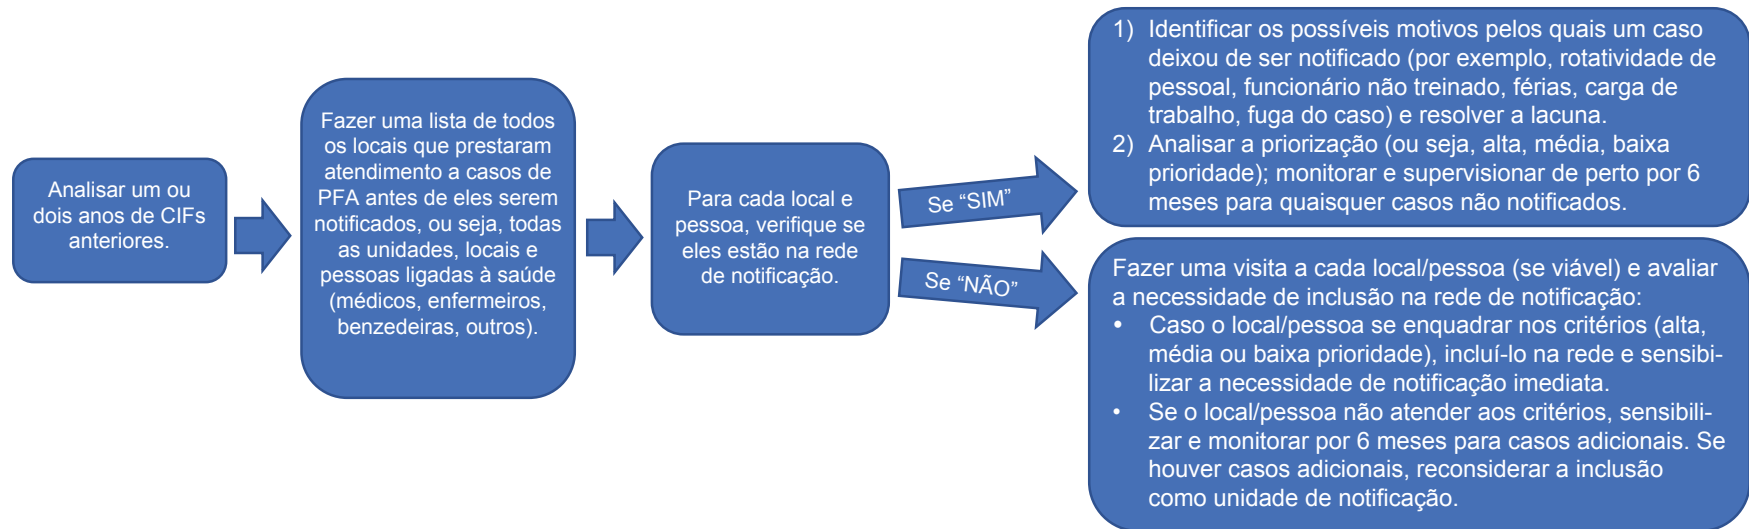 Analisar um ou
dois anos de CIFs
anteriores.
Fazer uma lista de todos
os locais que prestaram
atendimento a casos de
PFA antes de eles serem
notificados, ou seja, todas
as unidades, locais e
pessoas ligadas à saúde
(médicos, enfermeiros,
benzedeiras, outros).
Para cada local e
pessoa, verifique se
eles estão na rede
de notificação.
Se “SIM”
1) Identificar os possíveis motivos pelos quais um caso
deixou de ser notificado (por exemplo, rotatividade de
pessoal, funcionário não treinado, férias, carga de
trabalho, fuga do caso) e resolver a lacuna.
2) Analisar a priorização (ou seja, alta, média, baixa
prioridade); monitorar e supervisionar de perto por 6
meses para quaisquer casos não notificados.
Se “NÃO”
Fazer uma visita a cada local/pessoa (se viável) e avaliar
a necessidade de inclusão na rede de notificação:
• Caso o local/pessoa se enquadrar nos critérios (alta,
média ou baixa prioridade), incluí-lo na rede e sensibi-
lizar a necessidade de notificação imediata.
• Se o local/pessoa não atender aos critérios, sensibili-
zar e monitorar por 6 meses para casos adicionais. Se
houver casos adicionais, reconsiderar a inclusão
como unidade de notificação.